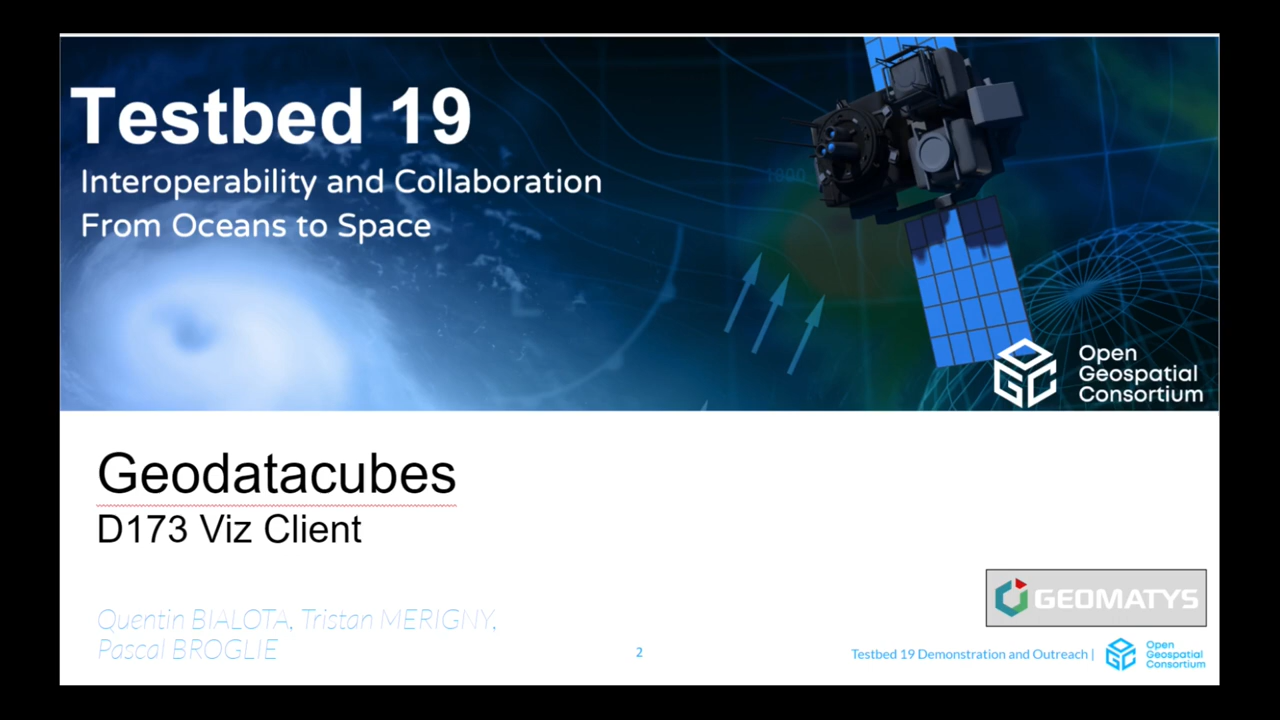 Testbed 19
Interoperability and Collaboration
From Oceans to Space
1800
Open
Geospatial
Consortium
Geodatacubes
D173 Viz Client
GEOMATYS
Quentin BIALOTA, Tristan MERIGNY,
Pascal BROGLIE
2
Testbed 19 Demonstration and Outreach |
Open
Geospatial
Consortium